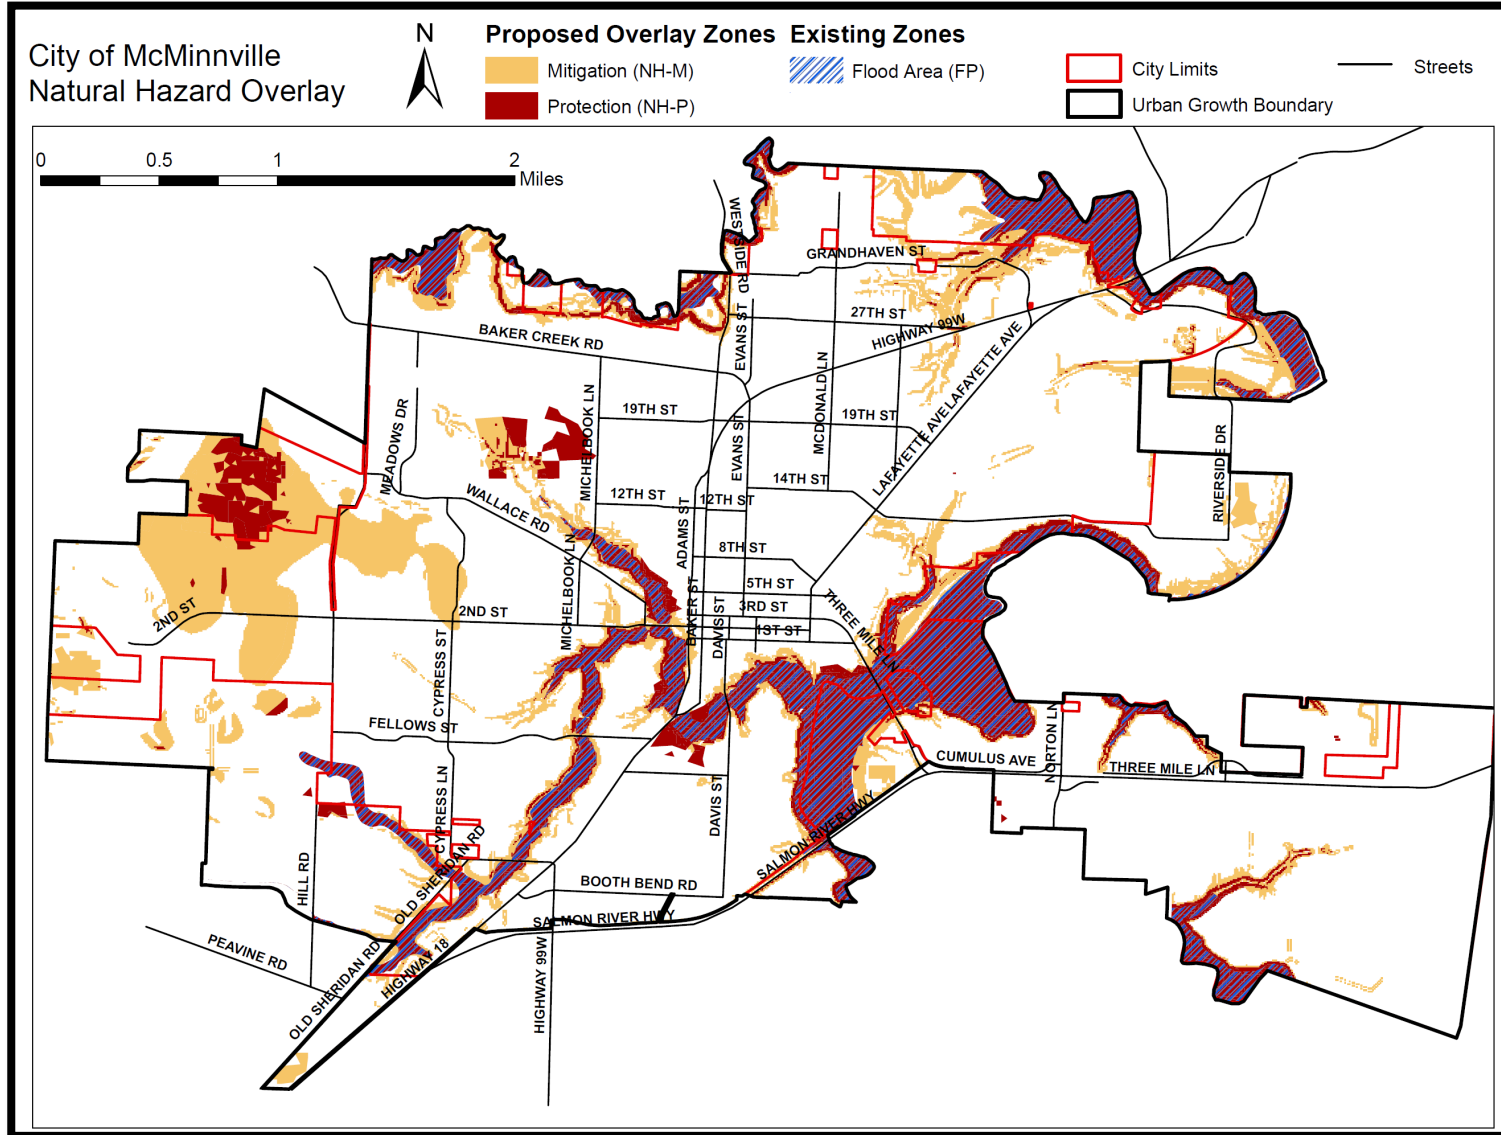 City of McMinnville
Natural Hazard Overlay
N
Proposed Overlay Zones
Mitigation (NH-M)
Protection (NH-P)
Existing Zones
Flood Area (FP)
City Limits
Urban Growth Boundary
Streets
0 0.5 1 2
Miles
WESTSIDE RD
GRANDHAVEN ST
27TH ST
HIGHWAY 99W
BAKER CREEK RD
EVANS ST
MCDONALD LN
LAFAYETTE AVE
LAFAYETTE AVE
MICHELBOOK LN
19TH ST
19TH ST
MEADOWS DR
EVANS ST
RIVERSIDE DR
14TH ST
WALLACE RD
12TH ST
12TH ST
ADAMS ST
8TH ST
MICHELBOOK LN
5TH ST
2ND ST
2ND ST
3RD ST
BAKER ST
DAVIS ST
1ST ST
THREE MILE LN
CYPRESS ST
FELLOWS ST
NORTON LN
CUMULUS AVE
THREE MILE LN
CYPRESS LN
DAVIS ST
SALMON RIVER HWY
HILL RD
OLD SHERIDAN RD
BOOTH BEND RD
SALMON RIVER HWY
PEAVINE RD
HIGHWAY 18
OLD SHERIDAN RD
HIGHWAY 99W